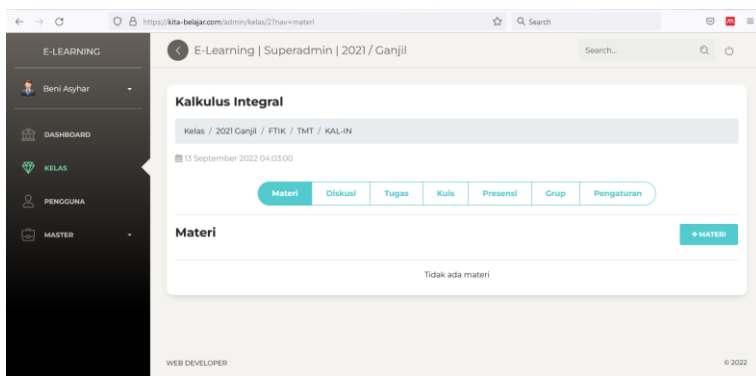 https://kita-belajar.com/admin/kelas/2?nav=materi
Search
E-LEARNING
E-Learning | Superadmin | 2021 / Ganjil
Search...
Beni Asyhar
DASHBOARD
KELAS
PENGGUNA
MASTER
Kalkulus Integral
Kelas / 2021 Ganjil / FTIK / TMT / KAL-IN
13 September 2022 04:03:00
Materi Diskusi Tugas Kuis Presensi Grup Pengaturan
Materi
+ MATERI
Tidak ada materi
WEB DEVELOPER
© 2022